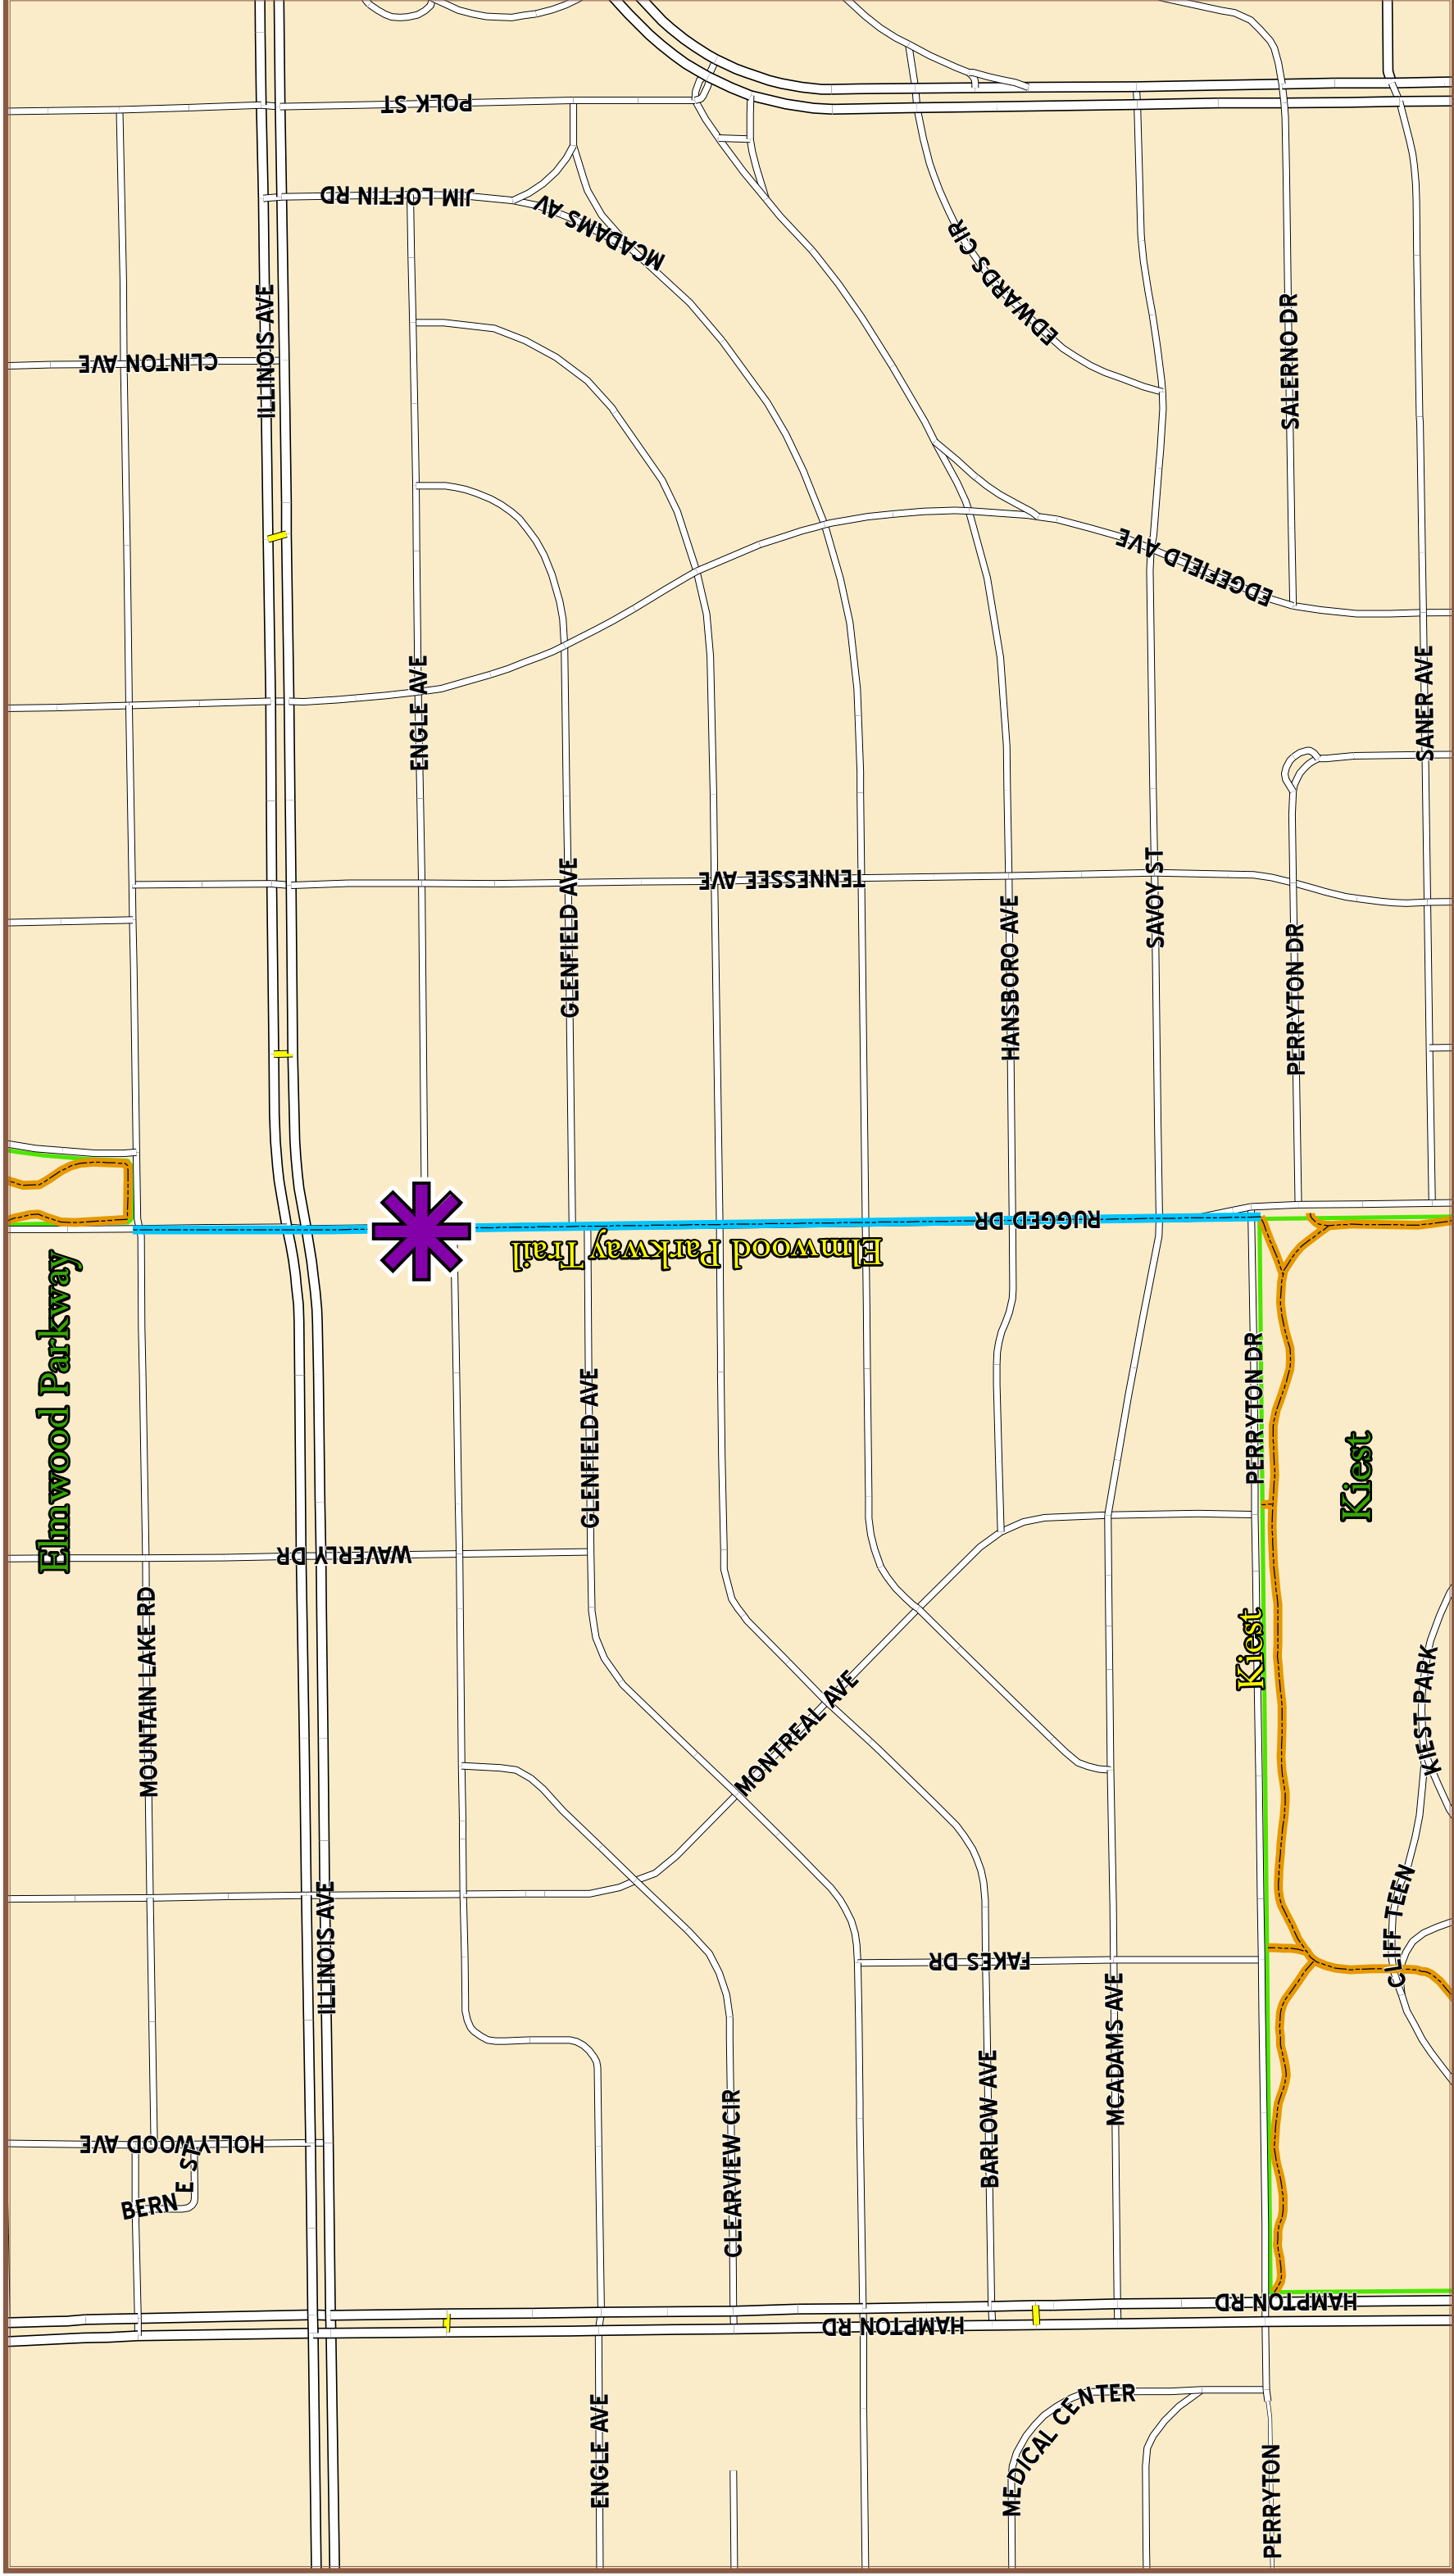 POLK ST
JIM LOFTIN RD
MCADAMS AV
EDWARDS CIR
ILLINOIS AVE
SALERNO DR
CLINTON AVE
EDGEFIELD AVE
ENGLE AVE
SANER AVE
TENNESSEE AVE
GLENFIELD AVE
SAVOY ST
HANSBORO AVE
PERRYTON DR
RUGGED DR
Elmwood Parkway Trail
Elmwood Parkway
PERRYTON DR
GLENFIELD AVE
Kiest
WAVERLY DR
MOUNTAIN LAKE RD
Kiest
MONTREAL AVE
KIEST PARK
ILLINOIS AVE
CLIFF TEEN
FAKES DR
MCADAMS AVE
BARLOW AVE
CLEARVIEW CIR
HOLLYWOOD AVE
BERN E ST
HAMPTON RD
HAMPTON RD
MEDICAL CENTER
ENGLE AVE
PERRYTON